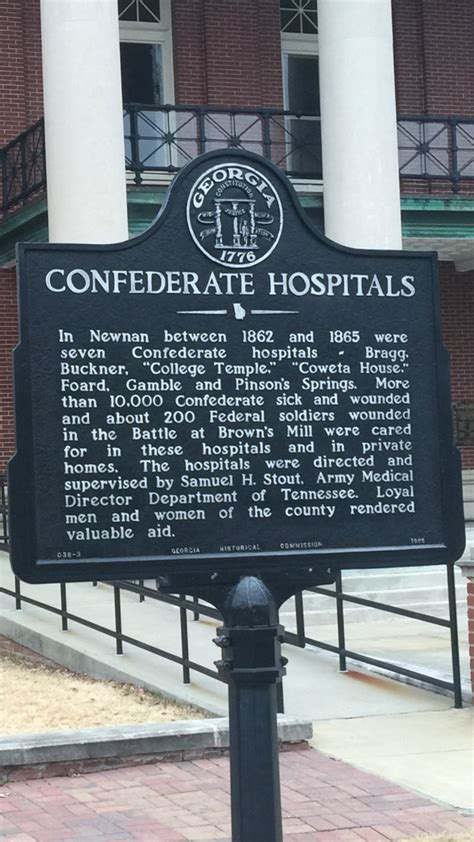 GEORGIA
CONSTITUTION
1776
CONFEDERATE HOSPITALS
In Newnan between 1862 and 1865 were
seven Confederate hospitals - Bragg,
Buckner, "College Temple," "Coweta House,"
Foard, Gamble and Pinson's Springs. More
than 10,000 Confederate sick and wounded
and about 200 Federal soldiers wounded
in the Battle at Brown's Mill were cared
for in these hospitals and in private
homes. The hospitals were directed and
supervised by Samuel H. Stout, Army Medical
Director Department of Tennessee. Loyal
men and women of the county rendered
valuable aid.
038-3 GEORGIA HISTORICAL COMMISSION